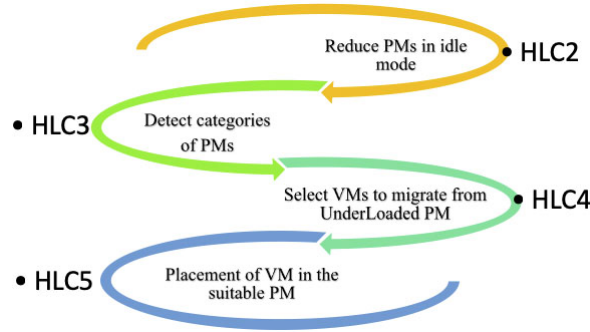 Reduce PMs in idle
mode
• HLC2
• HLC3
Detect categories
of PMs
Select VMs to migrate from
UnderLoaded PM
• HLC4
• HLC5
Placement of VM in the
suitable PM